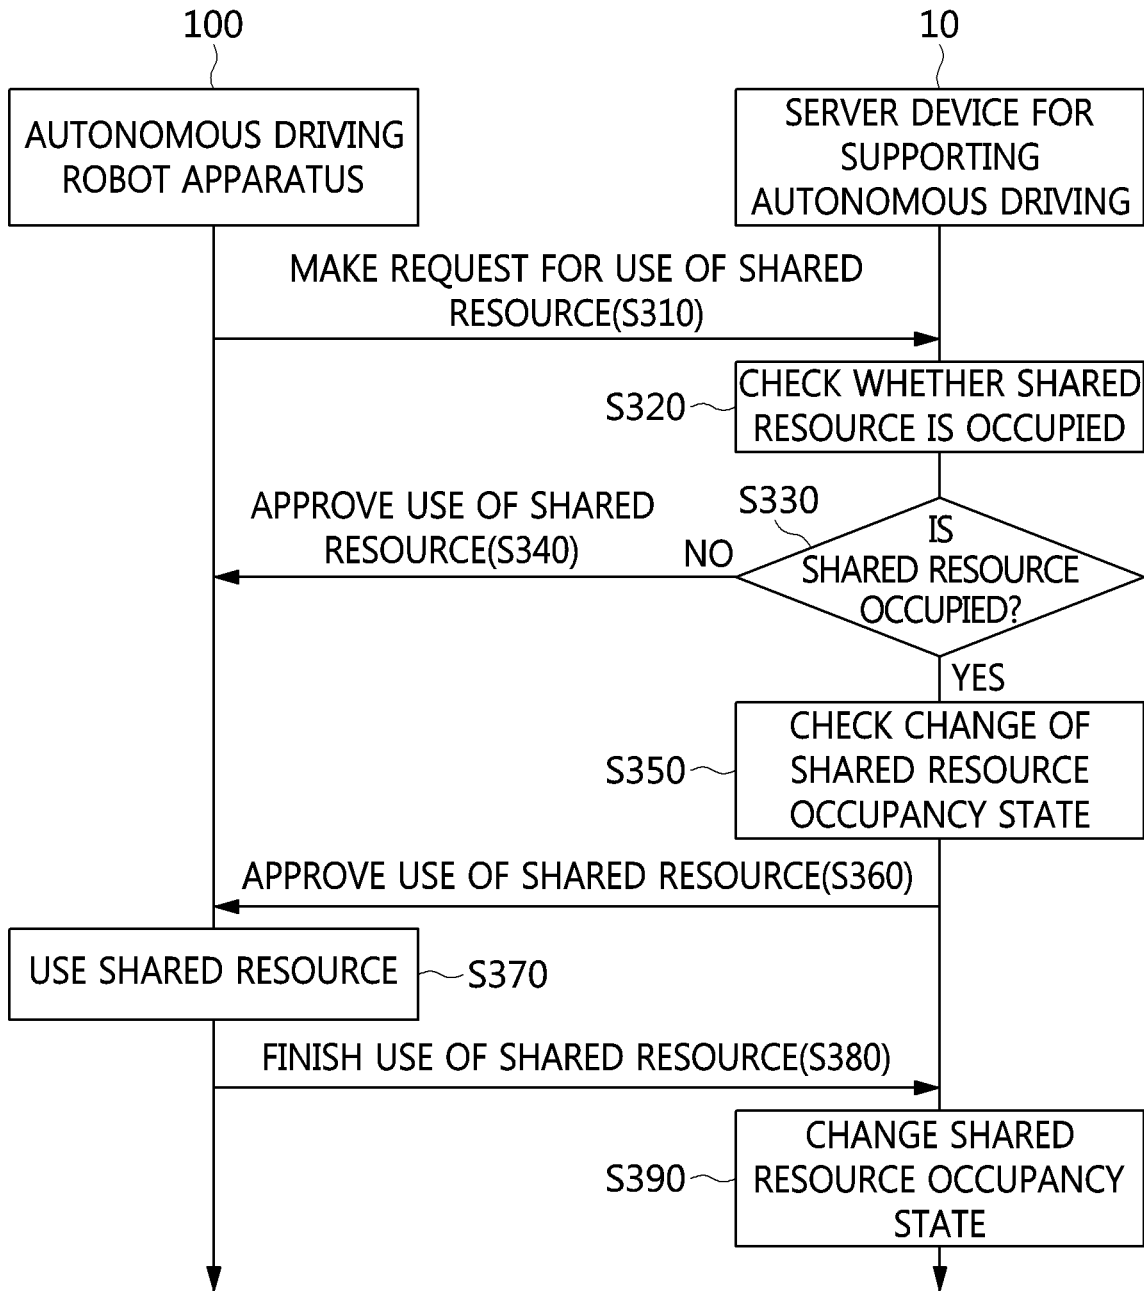 100
10
AUTONOMOUS DRIVING
ROBOT APPARATUS
SERVER DEVICE FOR
SUPPORTING
AUTONOMOUS DRIVING
MAKE REQUEST FOR USE OF SHARED
RESOURCE(S310)
S320
CHECK WHETHER SHARED
RESOURCE IS OCCUPIED
APPROVE USE OF SHARED
RESOURCE(S340)
NO
S330
IS
SHARED RESOURCE
OCCUPIED?
YES
S350
CHECK CHANGE OF
SHARED RESOURCE
OCCUPANCY STATE
APPROVE USE OF SHARED RESOURCE(S360)
USE SHARED RESOURCE
S370
FINISH USE OF SHARED RESOURCE(S380)
S390
CHANGE SHARED
RESOURCE OCCUPANCY
STATE